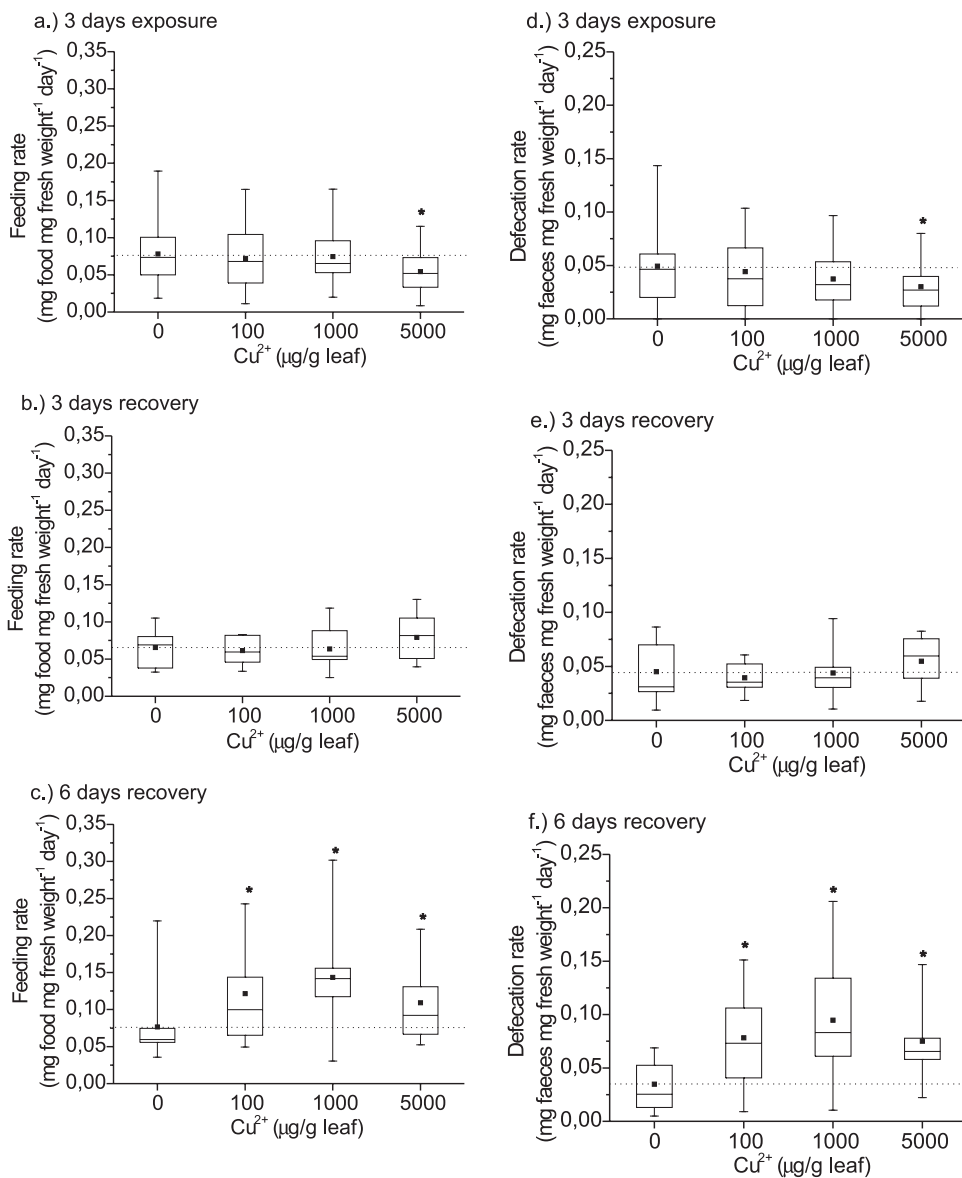 a.) 3 days exposure
Feeding rate
(mg food mg fresh weight⁻¹ day⁻¹)
0,35
0,30
0,25
0,20
0,15
0,10
0,05
0,00
*
0 100 1000 5000
Cu²⁺ (µg/g leaf)
b.) 3 days recovery
Feeding rate
(mg food mg fresh weight⁻¹ day⁻¹)
0,35
0,30
0,25
0,20
0,15
0,10
0,05
0,00
0 100 1000 5000
Cu²⁺ (µg/g leaf)
c.) 6 days recovery
Feeding rate
(mg food mg fresh weight⁻¹ day⁻¹)
0,35
0,30
0,25
0,20
0,15
0,10
0,05
0,00
* * *
0 100 1000 5000
Cu²⁺ (µg/g leaf)
d.) 3 days exposure
Defecation rate
(mg faeces mg fresh weight⁻¹ day⁻¹)
0,25
0,20
0,15
0,10
0,05
0,00
*
0 100 1000 5000
Cu²⁺ (µg/g leaf)
e.) 3 days recovery
Defecation rate
(mg faeces mg fresh weight⁻¹ day⁻¹)
0,25
0,20
0,15
0,10
0,05
0,00
0 100 1000 5000
Cu²⁺ (µg/g leaf)
f.) 6 days recovery
Defecation rate
(mg faeces mg fresh weight⁻¹ day⁻¹)
0,25
0,20
0,15
0,10
0,05
0,00
* * *
0 100 1000 5000
Cu²⁺ (µg/g leaf)